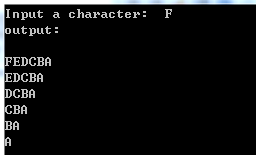 Input a character:  F
output:
FEDCBA
EDCBA
DCBA
CBA
BA
A